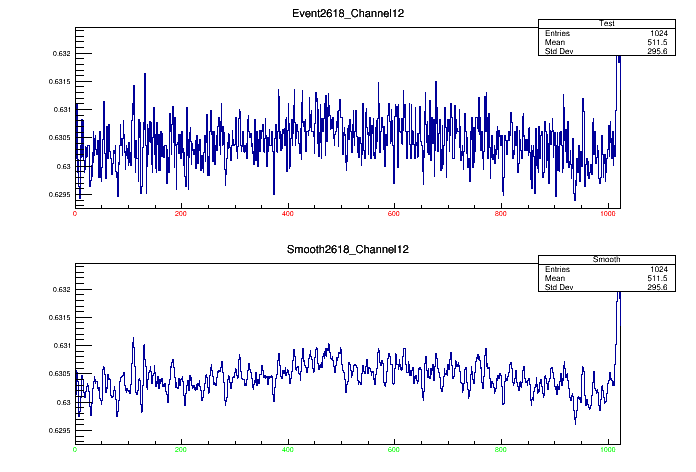 Event2618_Channel12
Test
Entries 1024
Mean 511.5
Std Dev 295.6
0.632
0.6315
0.631
0.6305
0.63
0.6295
0 200 400 600 800 1000
Smooth2618_Channel12
Smooth
Entries 1024
Mean 511.5
Std Dev 295.6
0.632
0.6315
0.631
0.6305
0.63
0.6295
0 200 400 600 800 1000